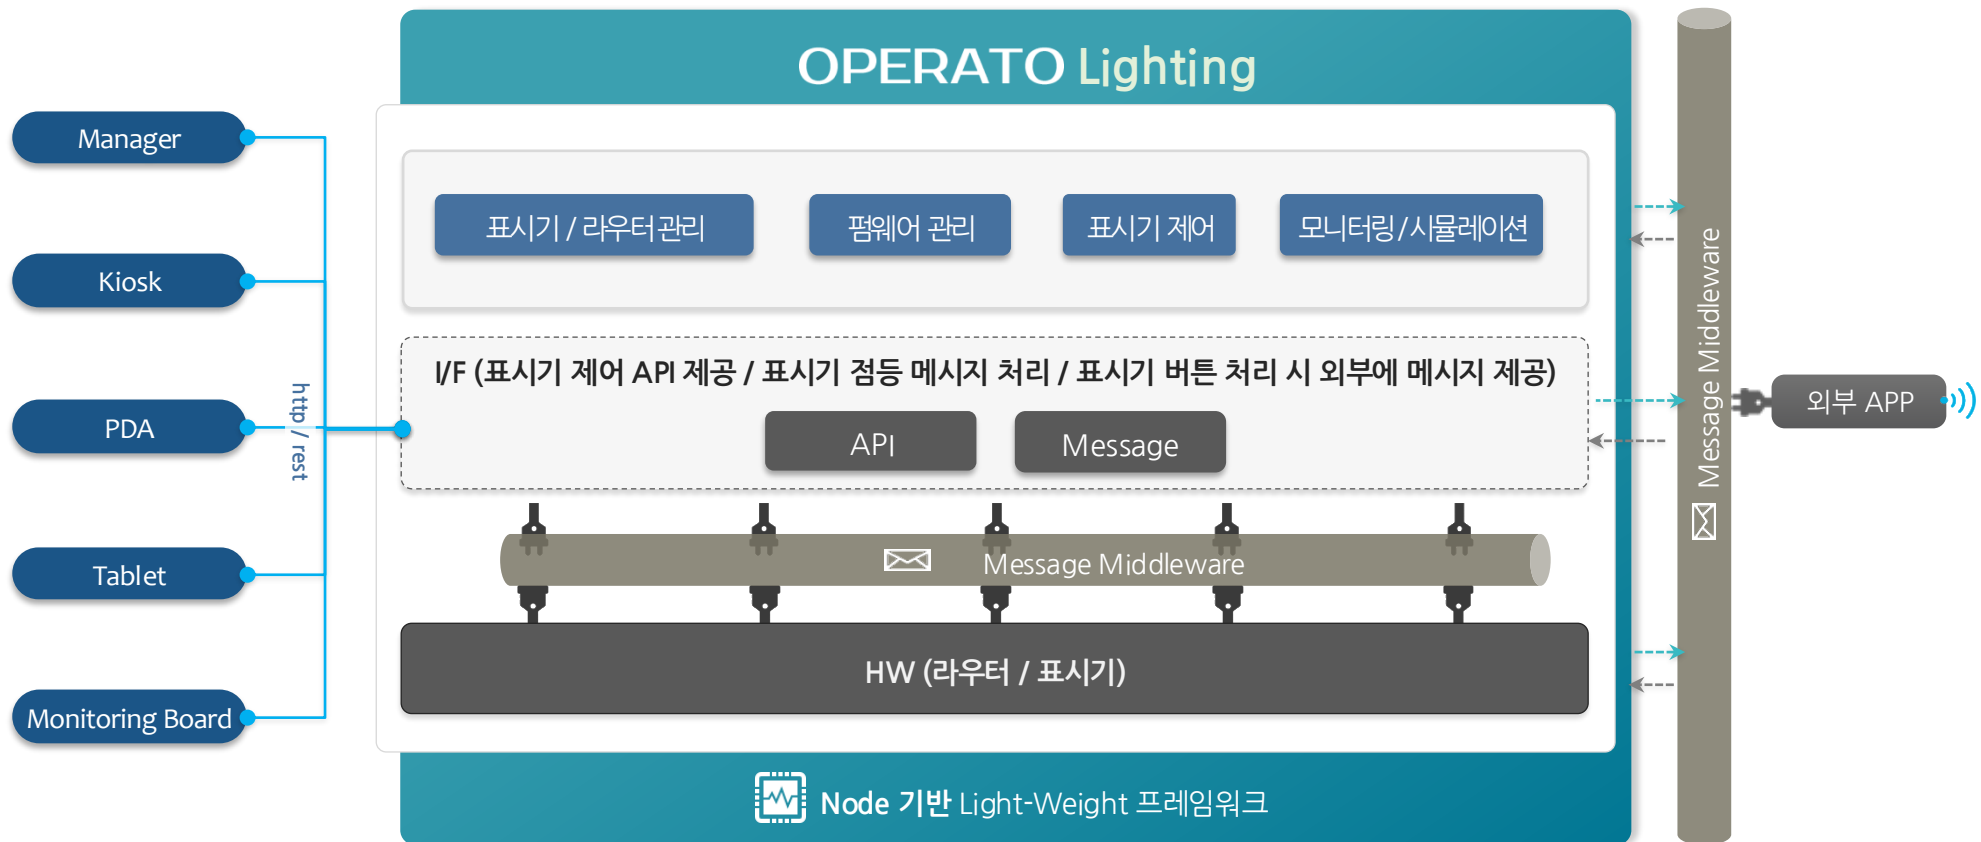 OPERATO Lighting
Manager
Kiosk
PDA
Tablet
Monitoring Board
http / rest
표시기 / 라우터 관리
펌웨어 관리
표시기 제어
모니터링 / 시뮬레이션
I/F (표시기 제어 API 제공 / 표시기 점등 메시지 처리 / 표시기 버튼 처리 시 외부에 메시지 제공)
API
Message
Message Middleware
HW (라우터 / 표시기)
Node 기반 Light-Weight 프레임워크
Message Middleware
외부 APP